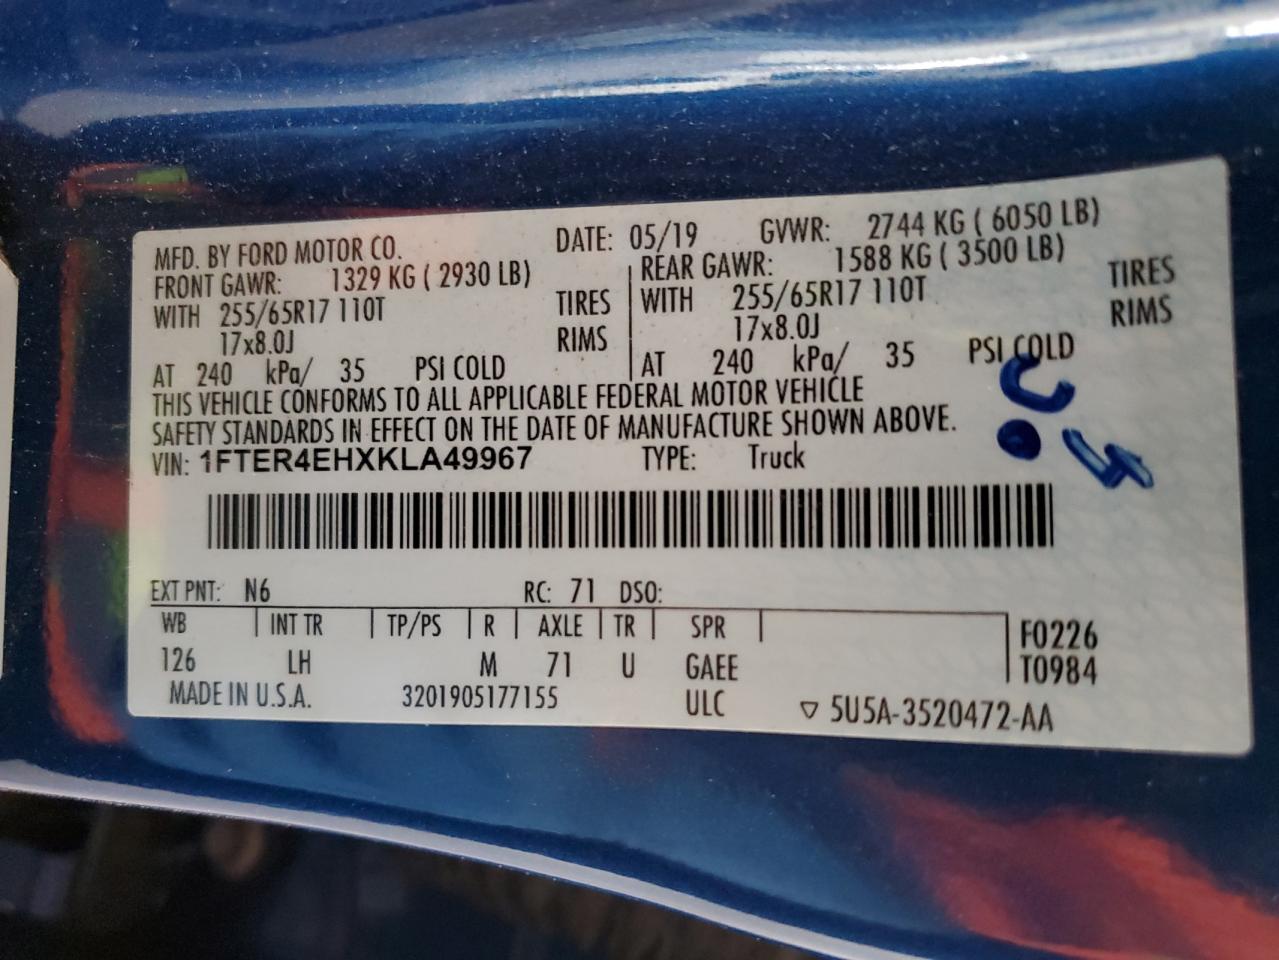 MFD. BY FORD MOTOR CO. DATE: 05/19 GVWR: 2744 KG ( 6050 LB)
FRONT GAWR: 1329 KG ( 2930 LB) REAR GAWR: 1588 KG ( 3500 LB)
WITH 255/65R17 110T TIRES WITH 255/65R17 110T TIRES
17x8.0J RIMS 17x8.0J RIMS
AT 240 kPa/ 35 PSI COLD AT 240 kPa/ 35 PSI COLD
THIS VEHICLE CONFORMS TO ALL APPLICABLE FEDERAL MOTOR VEHICLE
SAFETY STANDARDS IN EFFECT ON THE DATE OF MANUFACTURE SHOWN ABOVE.
VIN: 1FTER4EHXKLA49967 TYPE: Truck
EXT PNT: N6 RC: 71 DSO:
WB INT TR TP/PS R AXLE TR SPR F0226
126 LH M 71 U GAEE T0984
MADE IN U.S.A. 3201905177155 ULC ▽ 5U5A-3520472-AA